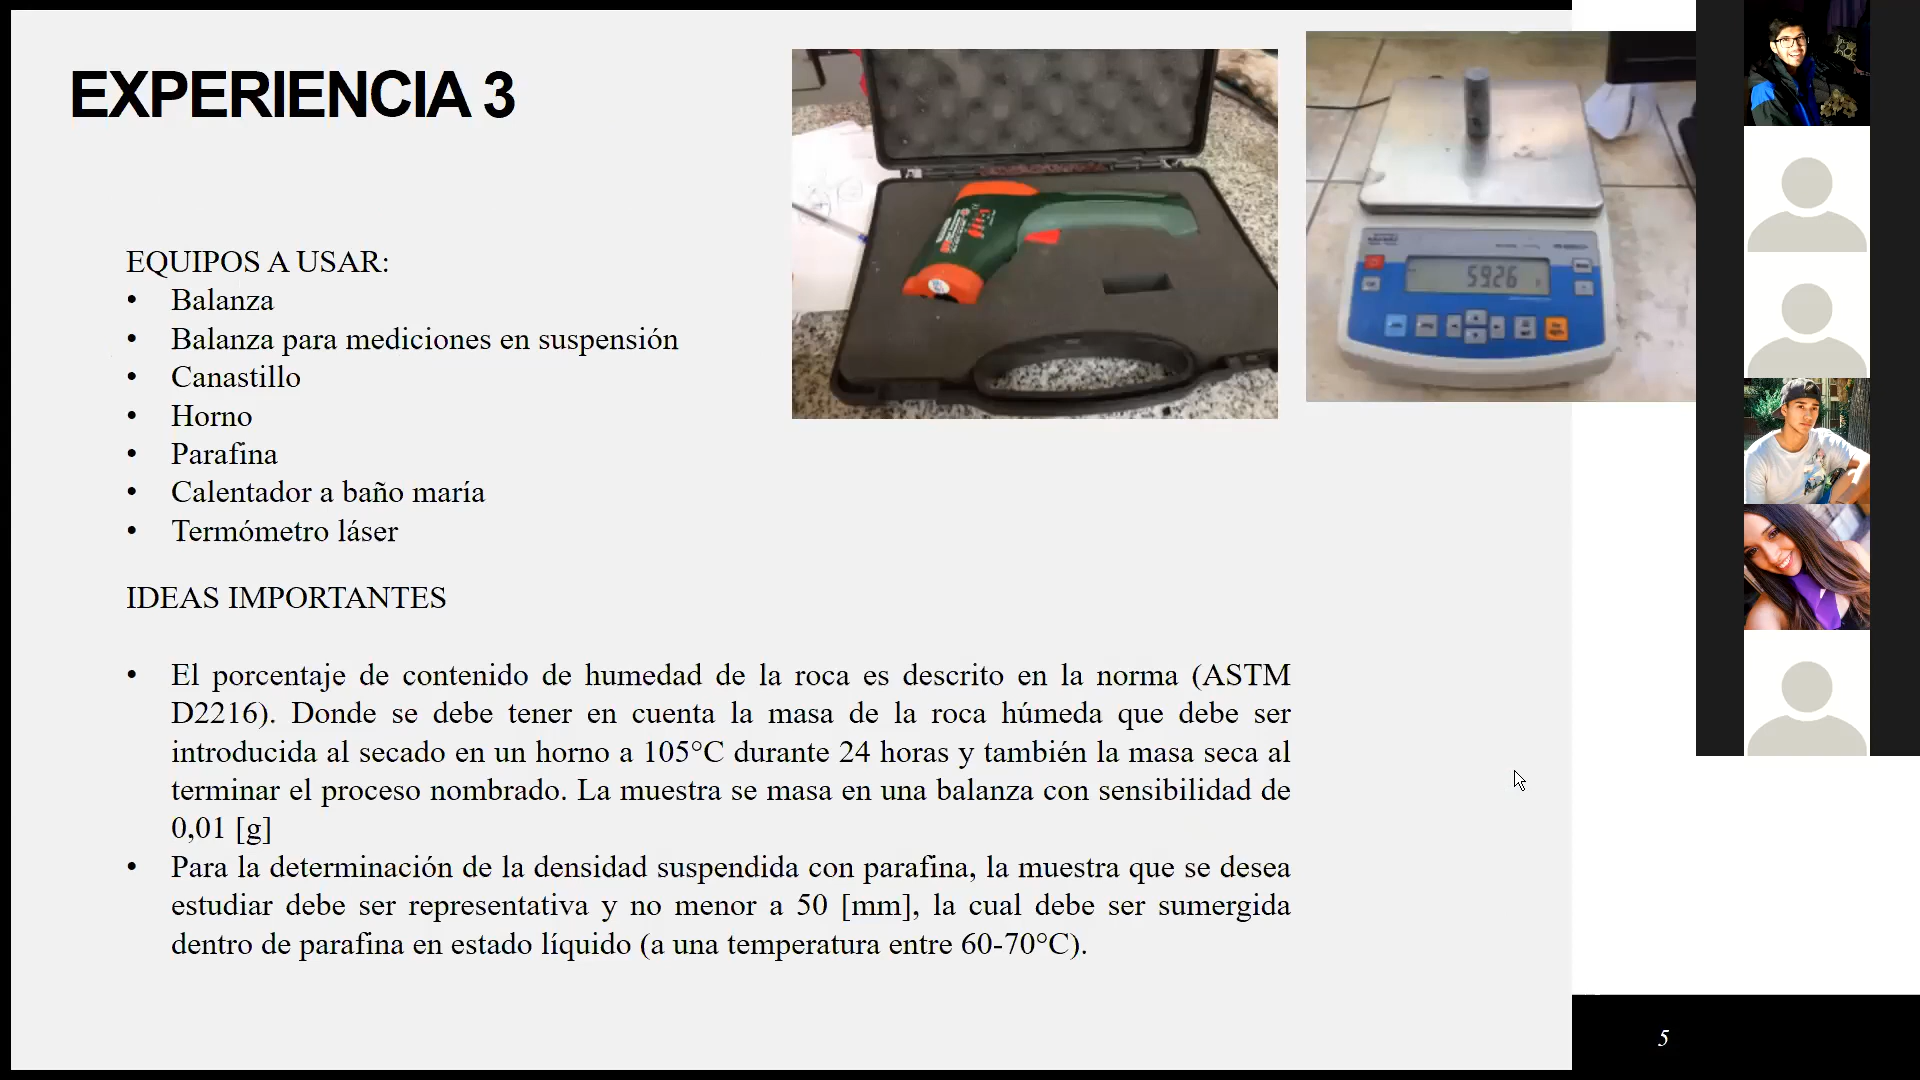 EXPERIENCIA 3
EQUIPOS A USAR:
• Balanza
• Balanza para mediciones en suspensión
• Canastillo
• Horno
• Parafina
• Calentador a baño maría
• Termómetro láser
IDEAS IMPORTANTES
• El porcentaje de contenido de humedad de la roca es descrito en la norma (ASTM
D2216). Donde se debe tener en cuenta la masa de la roca húmeda que debe ser
introducida al secado en un horno a 105°C durante 24 horas y también la masa seca al
terminar el proceso nombrado. La muestra se masa en una balanza con sensibilidad de
0,01 [g]
• Para la determinación de la densidad suspendida con parafina, la muestra que se desea
estudiar debe ser representativa y no menor a 50 [mm], la cual debe ser sumergida
dentro de parafina en estado líquido (a una temperatura entre 60-70°C).
5